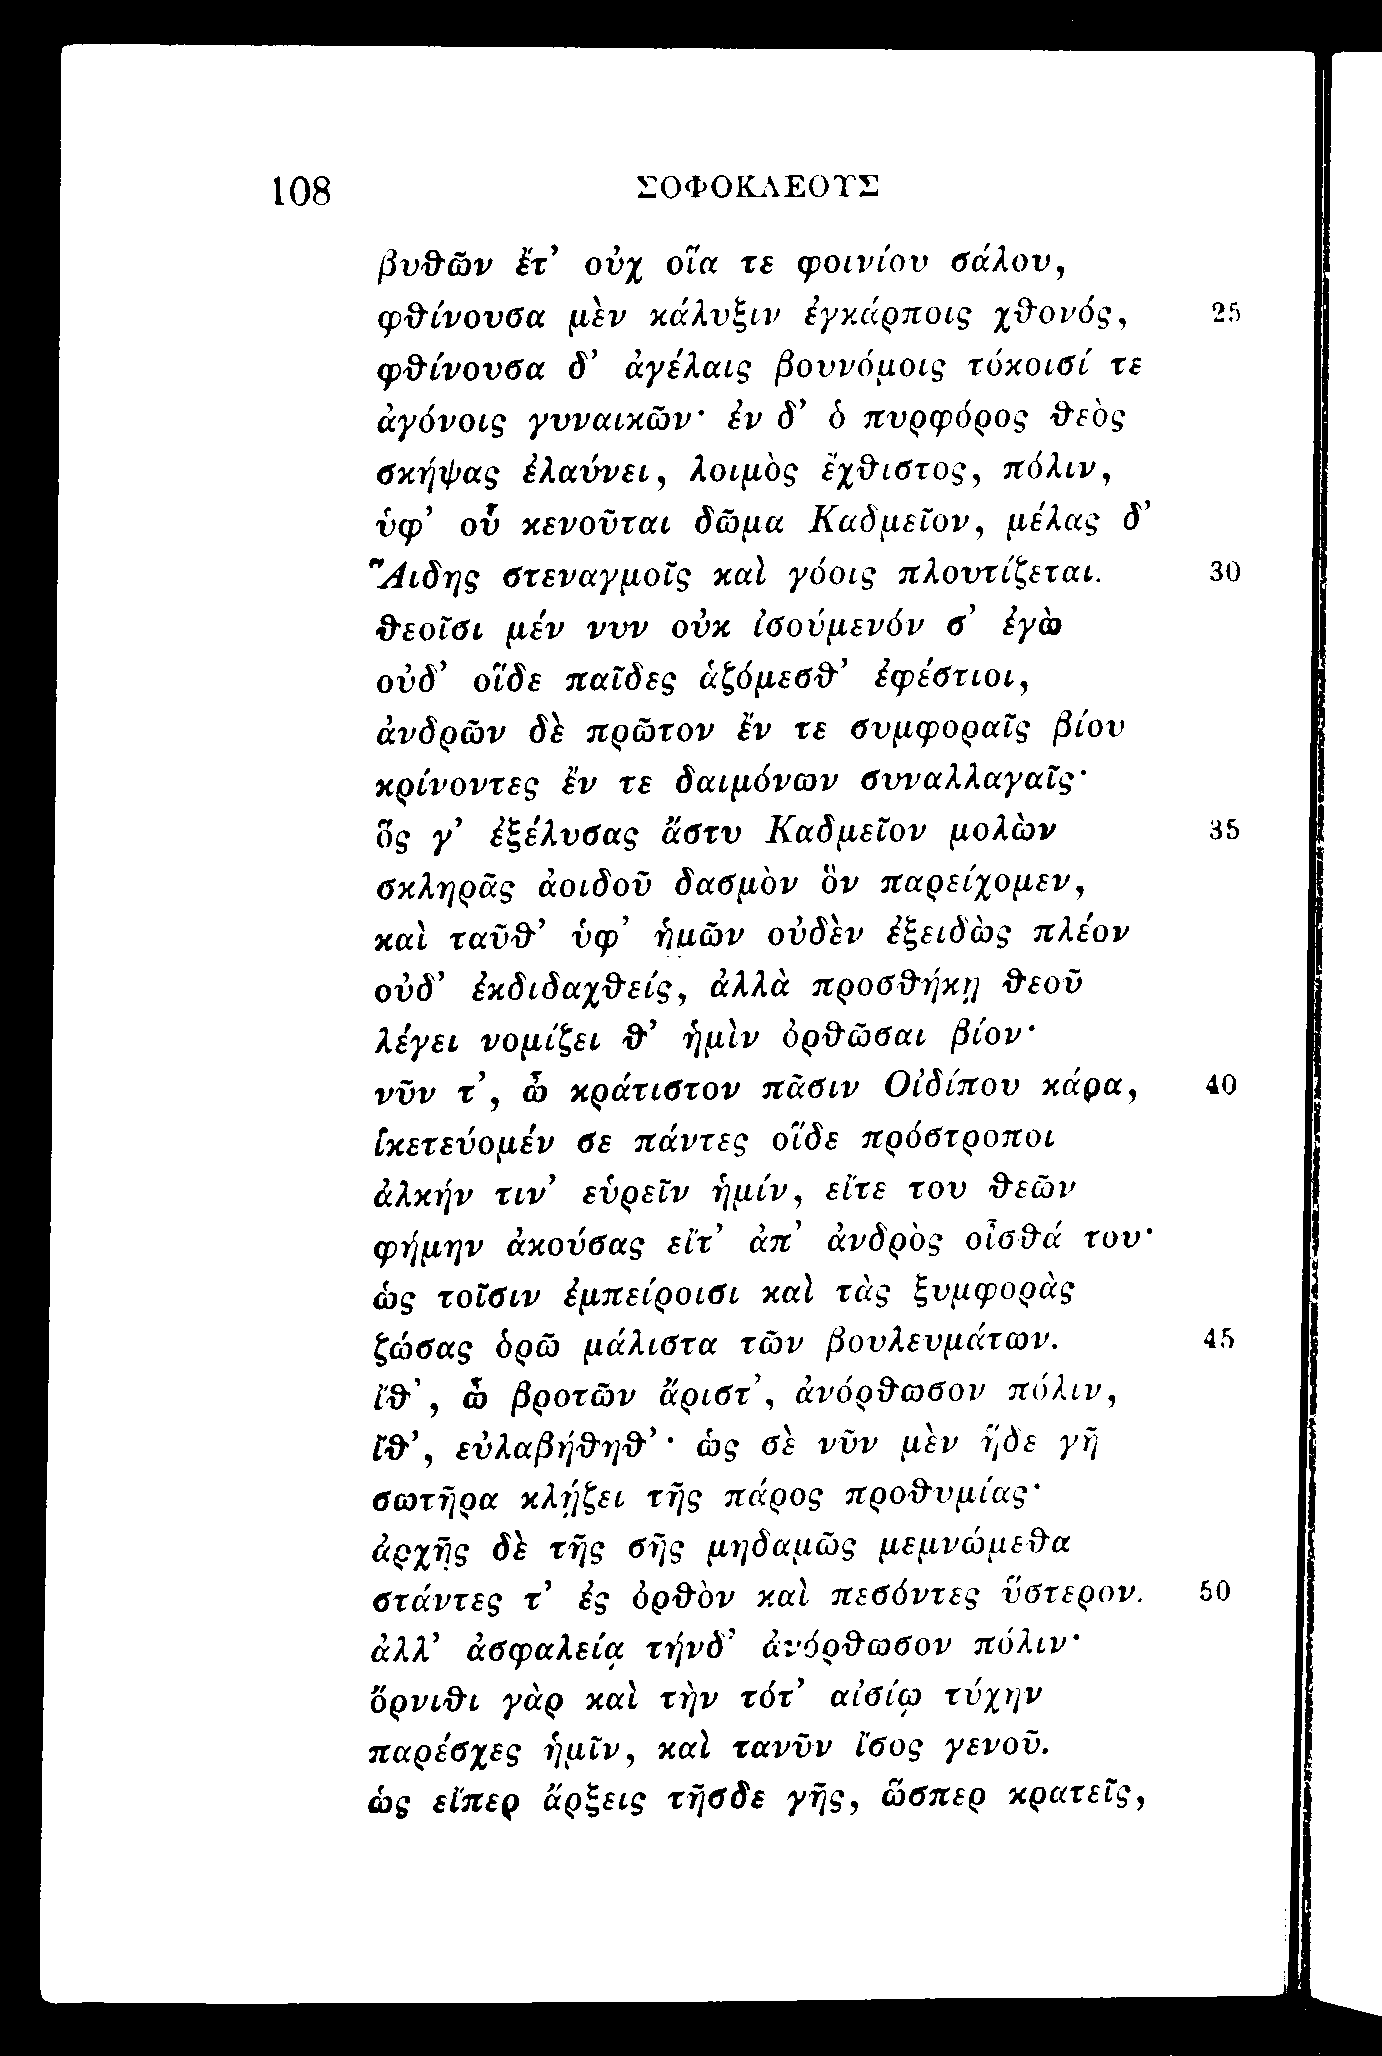 108 ΣΟΦΟΚΛΕΟΥΣ
βυθῶν ἔτ’ οὐχ οἵα τε φοινίου σάλου,
φθίνουσα μὲν κάλυξιν ἐγκάρποις χθονός, 25
φθίνουσα δ’ ἀγέλαις βουνόμοις τόκοισί τε
ἀγόνοις γυναικῶν· ἐν δ’ ὁ πυρφόρος θεὸς
σκήψας ἐλαύνει, λοιμὸς ἔχθιστος, πόλιν,
ὑφ’ οὗ κενοῦται δῶμα Καδμεῖον, μέλας δ’
Ἅιδης στεναγμοῖς καὶ γόοις πλουτίζεται. 30
θεοῖσι μέν νυν οὐκ ἰσούμενόν σ’ ἐγὼ
οὐδ’ οἵδε παῖδες ἁζόμεσθ’ ἐφέστιοι,
ἀνδρῶν δὲ πρῶτον ἔν τε συμφοραῖς βίου
κρίνοντες ἔν τε δαιμόνων συναλλαγαῖς·
ὅς γ’ ἐξέλυσας ἄστυ Καδμεῖον μολὼν 35
σκληρᾶς ἀοιδοῦ δασμὸν ὃν παρείχομεν,
καὶ ταῦθ’ ὑφ’ ἡμῶν οὐδὲν ἐξειδὼς πλέον
οὐδ’ ἐκδιδαχθείς, ἀλλὰ προσθήκῃ θεοῦ
λέγει νομίζει θ’ ἡμὶν ὀρθῶσαι βίον·
νῦν τ’, ὦ κράτιστον πᾶσιν Οἰδίπου κάρα, 40
ἱκετεύομέν σε πάντες οἵδε πρόστροποι
ἀλκήν τιν’ εὑρεῖν ἡμίν, εἴτε του θεῶν
φήμην ἀκούσας εἴτ’ ἀπ’ ἀνδρὸς οἶσθά του·
ὡς τοῖσιν ἐμπείροισι καὶ τὰς ξυμφορὰς
ζώσας ὁρῶ μάλιστα τῶν βουλευμάτων. 45
ἴθ’, ὦ βροτῶν ἄριστ’, ἀνόρθωσον πόλιν,
ἴθ’, εὐλαβήθηθ’· ὡς σὲ νῦν μὲν ἥδε γῆ
σωτῆρα κλῄζει τῆς πάρος προθυμίας·
ἀρχῆς δὲ τῆς σῆς μηδαμῶς μεμνώμεθα
στάντες τ’ ἐς ὀρθὸν καὶ πεσόντες ὕστερον. 50
ἀλλ’ ἀσφαλείᾳ τήνδ’ ἀνόρθωσον πόλιν·
ὄρνιθι γὰρ καὶ τὴν τότ’ αἰσίῳ τύχην
παρέσχες ἡμῖν, καὶ τανῦν ἴσος γενοῦ.
ὡς εἴπερ ἄρξεις τῆσδε γῆς, ὥσπερ κρατεῖς,